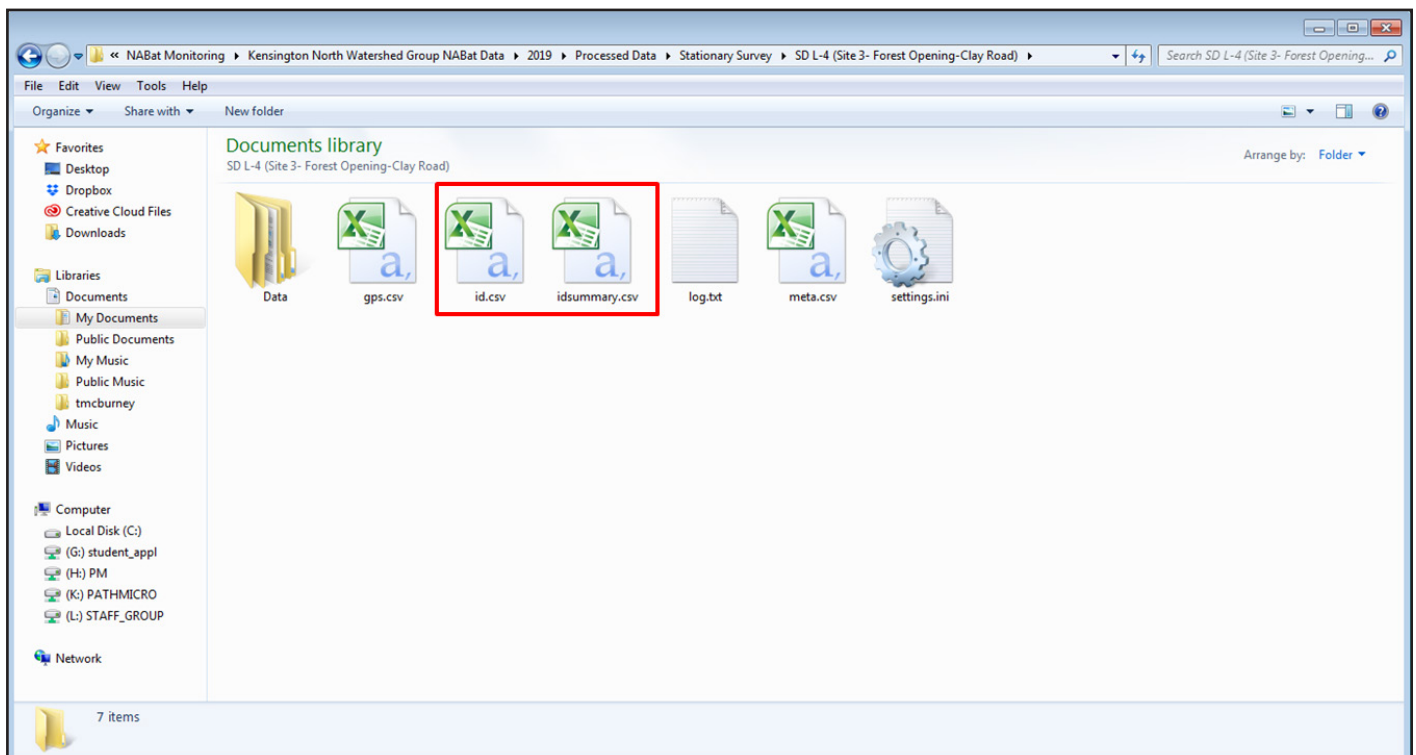 « NABat Monitoring ▸ Kensington North Watershed Group NABat Data ▸ 2019 ▸ Processed Data ▸ Stationary Survey ▸ SD L-4 (Site 3- Forest Opening-Clay Road) ▸
Search SD L-4 (Site 3- Forest Opening...
File Edit View Tools Help
Organize Share with New folder
Favorites
Desktop
Dropbox
Creative Cloud Files
Downloads
Libraries
Documents
My Documents
Public Documents
My Music
Public Music
tmcburney
Music
Pictures
Videos
Computer
Local Disk (C:)
(G:) student_appl
(H:) PM
(K:) PATHMICRO
(L:) STAFF_GROUP
Network
Documents library
SD L-4 (Site 3- Forest Opening-Clay Road)
Arrange by: Folder
a, a, a, a,
Data gps.csv id.csv idsummary.csv log.txt meta.csv settings.ini
7 items